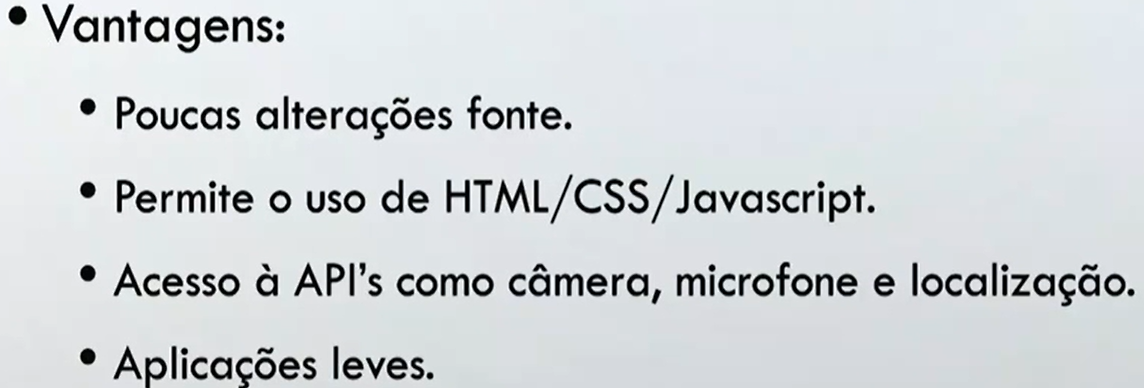 • Vantagens:
• Poucas alterações fonte.
• Permite o uso de HTML/CSS/Javascript.
• Acesso à API's como câmera, microfone e localização.
• Aplicações leves.